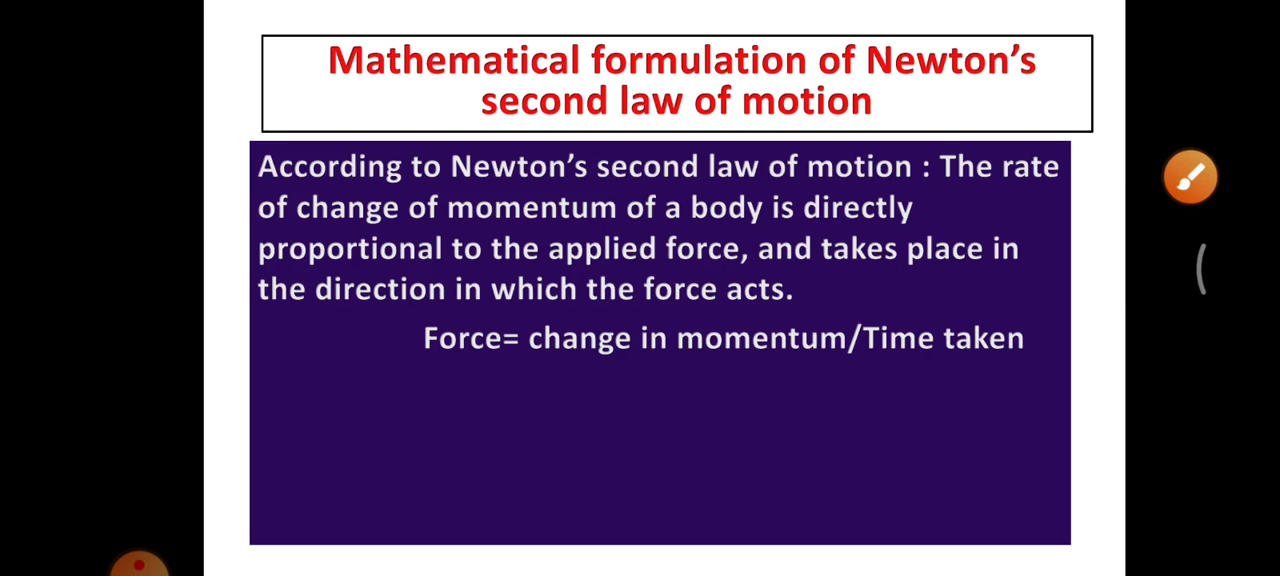 Mathematical formulation of Newton’s
second law of motion
According to Newton’s second law of motion : The rate
of change of momentum of a body is directly
proportional to the applied force, and takes place in
the direction in which the force acts.
Force= change in momentum/Time taken